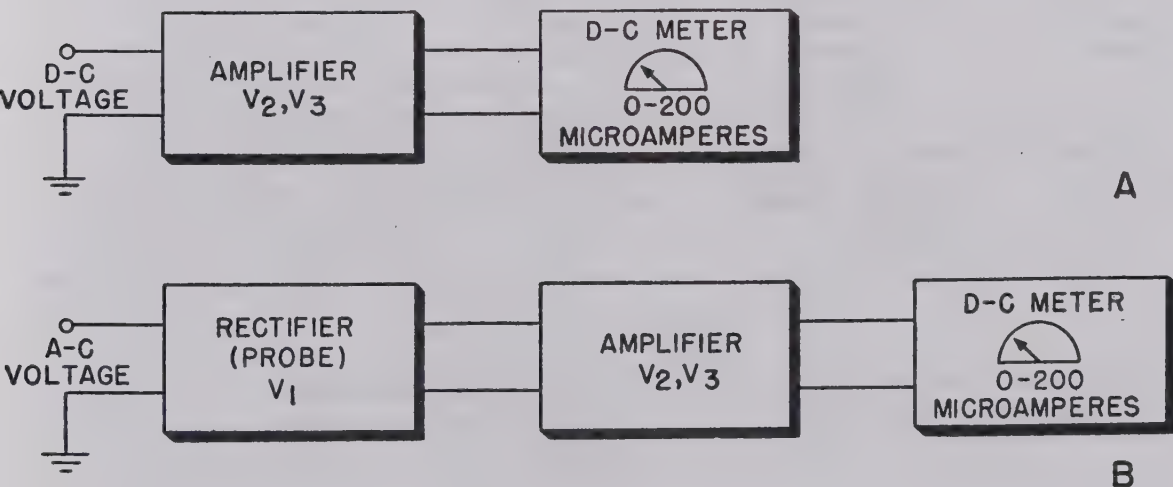 D-C
VOLTAGE
AMPLIFIER
V2,V3
D-C METER
0-200
MICROAMPERES
A
A-C
VOLTAGE
RECTIFIER
(PROBE)
V1
AMPLIFIER
V2,V3
D-C METER
0-200
MICROAMPERES
B